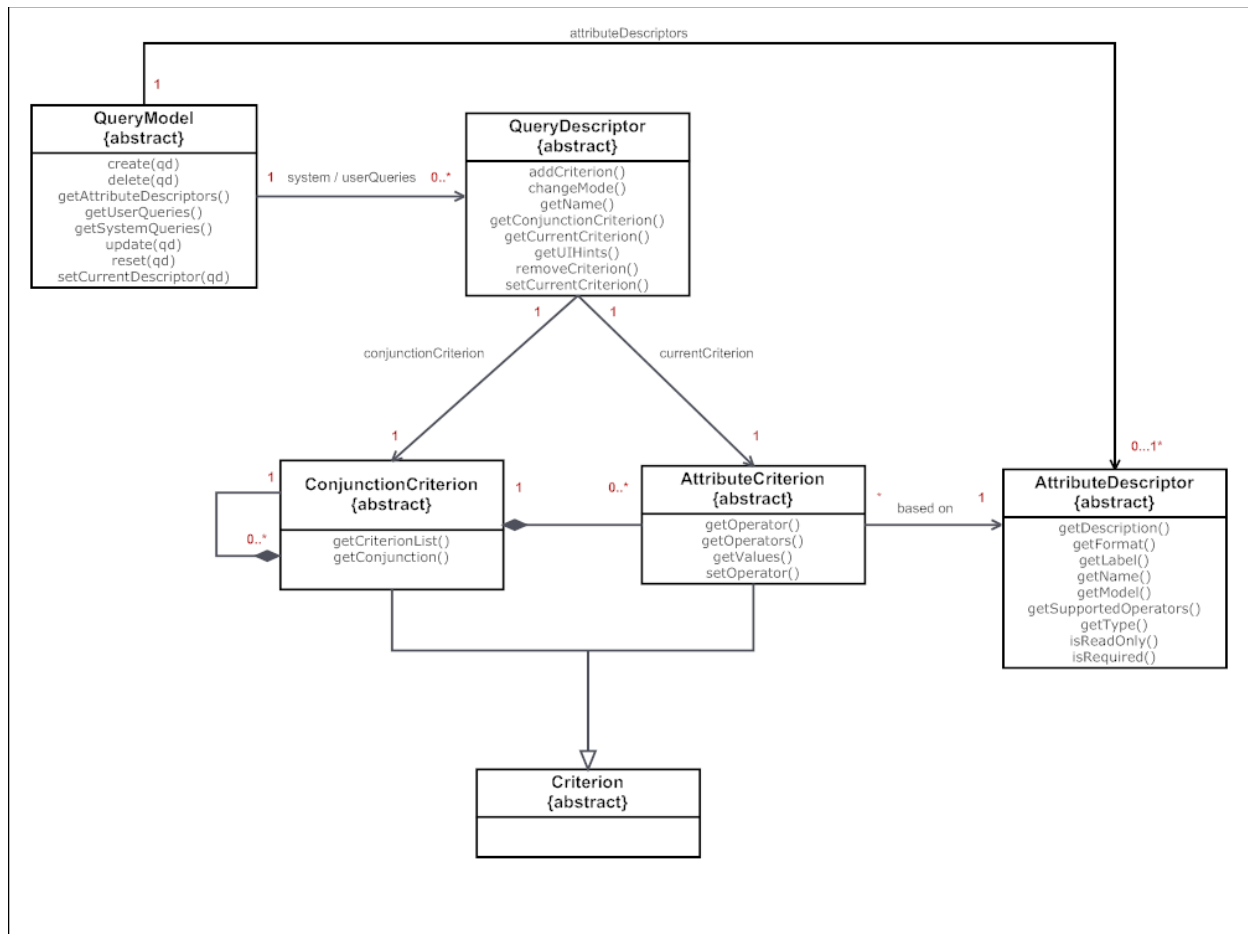 attributeDescriptors
1
QueryModel
{abstract}
create(qd)
delete(qd)
getAttributeDescriptors()
getUserQueries()
getSystemQueries()
update(qd)
reset(qd)
setCurrentDescriptor(qd)
1 system / userQueries 0..*
QueryDescriptor
{abstract}
addCriterion()
changeMode()
getName()
getConjunctionCriterion()
getCurrentCriterion()
getUIHints()
removeCriterion()
setCurrentCriterion()
1 1
conjunctionCriterion currentCriterion
1 1 0...1*
1
0..*
ConjunctionCriterion
{abstract}
getCriterionList()
getConjunction()
1 0..*
AttributeCriterion
{abstract}
getOperator()
getOperators()
getValues()
setOperator()
* based on 1
AttributeDescriptor
{abstract}
getDescription()
getFormat()
getLabel()
getName()
getModel()
getSupportedOperators()
getType()
isReadOnly()
isRequired()
Criterion
{abstract}